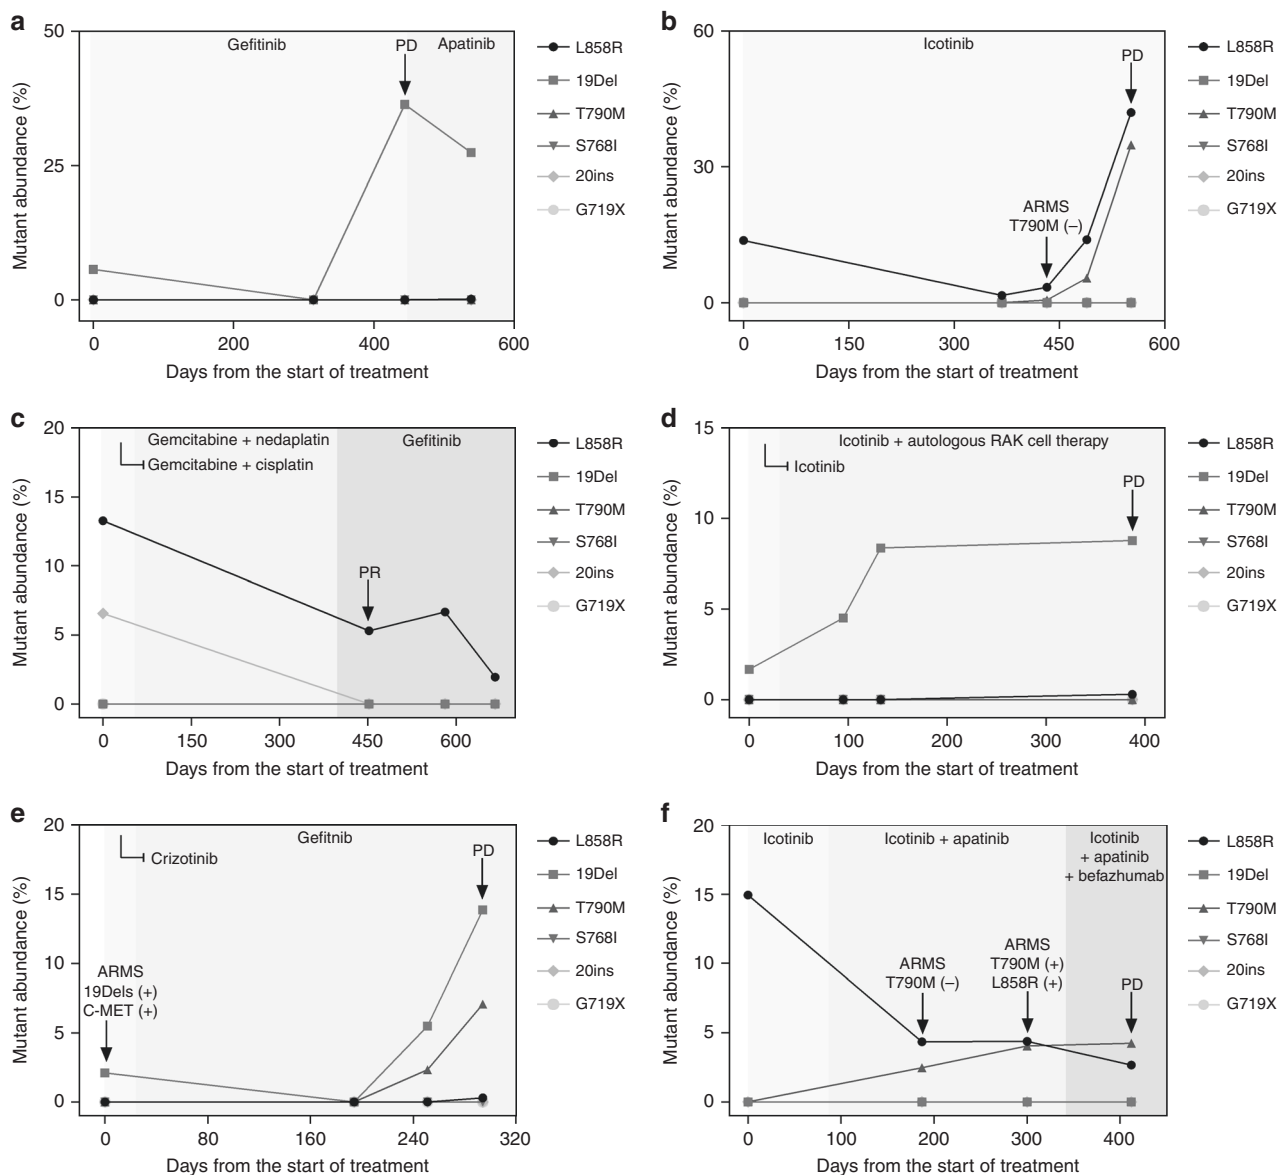 a
50
25
0
Mutant abundance (%)
Gefitinib
PD
Apatinib
0 200 400 600
Days from the start of treatment
L858R
19Del
T790M
S768I
20ins
G719X
b
60
30
0
Mutant abundance (%)
Icotinib
ARMS
T790M (–)
PD
0 150 300 450 600
Days from the start of treatment
L858R
19Del
T790M
S768I
20ins
G719X
c
20
15
10
5
0
Mutant abundance (%)
Gemcitabine + nedaplatin
Gemcitabine + cisplatin
Gefitinib
PR
0 150 300 450 600
Days from the start of treatment
L858R
19Del
T790M
S768I
20ins
G719X
d
15
10
5
0
Mutant abundance (%)
Icotinib + autologous RAK cell therapy
Icotinib
PD
0 100 200 300 400
Days from the start of treatment
L858R
19Del
T790M
S768I
20ins
G719X
e
20
15
10
5
0
Mutant abundance (%)
Gefitnib
Crizotinib
PD
ARMS
19Dels (+)
C-MET (+)
0 80 160 240 320
Days from the start of treatment
L858R
19Del
T790M
S768I
20ins
G719X
f
20
15
10
5
0
Mutant abundance (%)
Icotinib
Icotinib + apatinib
Icotinib
+ apatinib
+ befazhumab
ARMS
T790M (–)
ARMS
T790M (+)
L858R (+)
PD
0 100 200 300 400
Days from the start of treatment
L858R
19Del
T790M
S768I
20ins
G719X